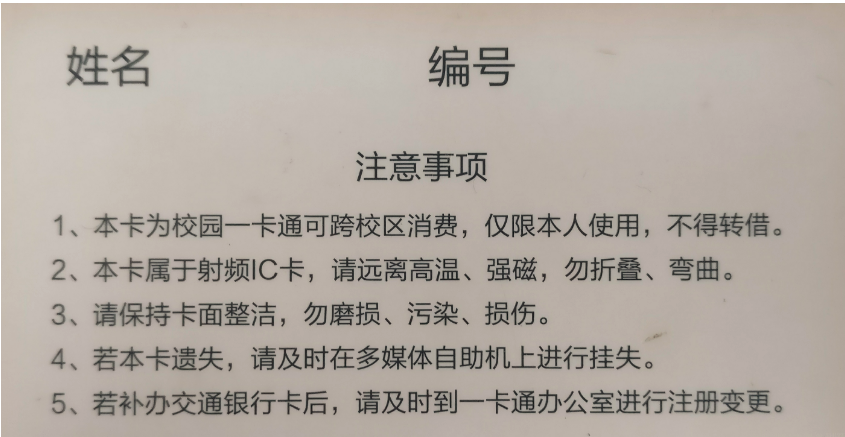 姓名 编号
注意事项
1、本卡为校园一卡通可跨校区消费，仅限本人使用，不得转借。
2、本卡属于射频IC卡，请远离高温、强磁，勿折叠、弯曲。
3、请保持卡面整洁，勿磨损、污染、损伤。
4、若本卡遗失，请及时在多媒体自助机上进行挂失。
5、若补办交通银行卡后，请及时到一卡通办公室进行注册变更。